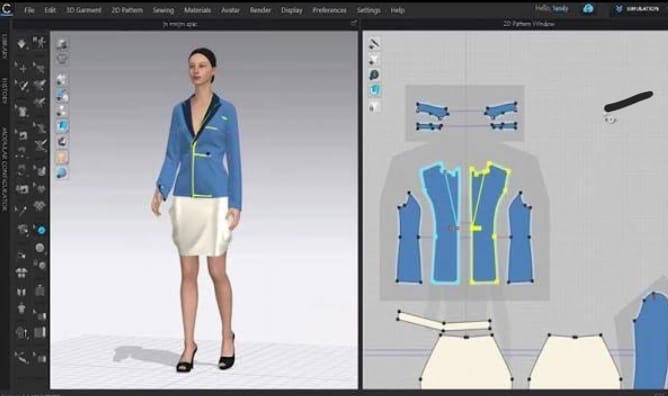 C File Edit 3D Garment 2D Pattern Sewing Materials Avatar Render Display Preferences Settings Help Hello, Sandy SIMULATION
2D Pattern Window
LIBRARY
HISTORY
MODULAR CONFIGURATOR